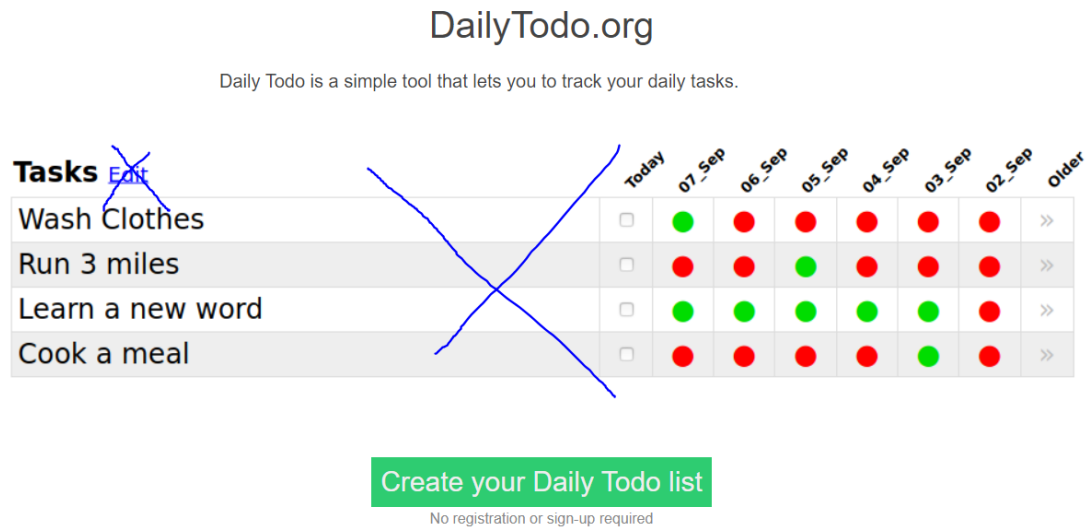 DailyTodo.org
Daily Todo is a simple tool that lets you to track your daily tasks.
Tasks Edit Today 07_Sep 06_Sep 05_Sep 04_Sep 03_Sep 02_Sep Older
Wash Clothes »
Run 3 miles »
Learn a new word »
Cook a meal »
Create your Daily Todo list
No registration or sign-up required